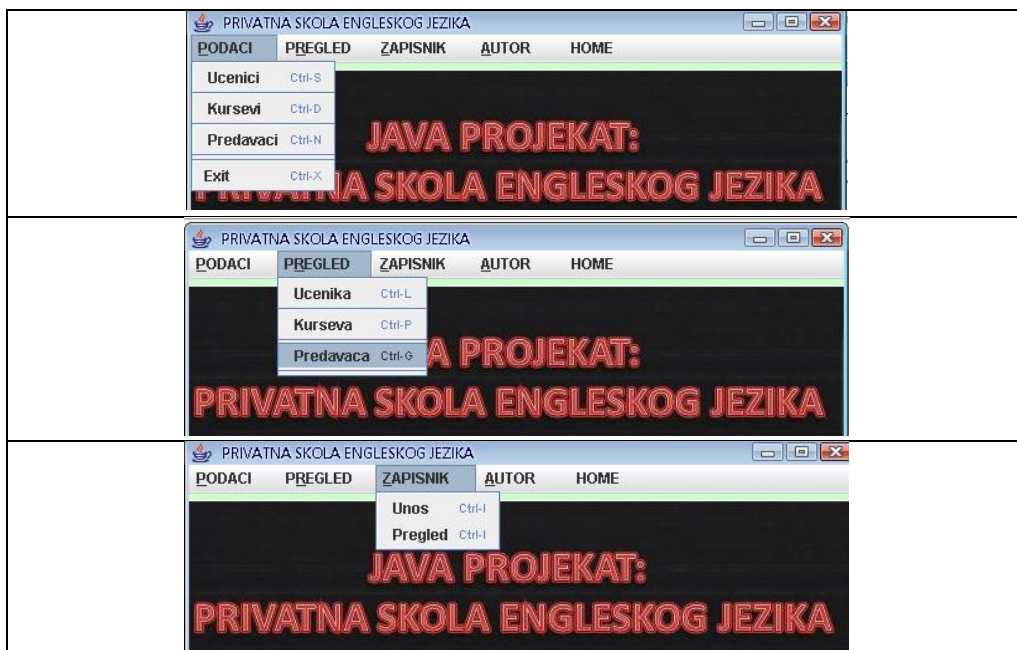 PRIVATNA SKOLA ENGLESKOG JEZIKA
PODACI PREGLED ZAPISNIK AUTOR HOME
Ucenici Ctrl-S
Kursevi Ctrl-D
Predavaci Ctrl-N
Exit Ctrl-X
JAVA PROJEKAT:
PRIVATNA SKOLA ENGLESKOG JEZIKA
PRIVATNA SKOLA ENGLESKOG JEZIKA
PODACI PREGLED ZAPISNIK AUTOR HOME
Ucenika Ctrl-L
Kurseva Ctrl-P
Predavaca Ctrl-G
A PROJEKAT:
PRIVATNA SKOLA ENGLESKOG JEZIKA
PRIVATNA SKOLA ENGLESKOG JEZIKA
PODACI PREGLED ZAPISNIK AUTOR HOME
Unos Ctrl-I
Pregled Ctrl-I
JAVA PROJEKAT:
PRIVATNA SKOLA ENGLESKOG JEZIKA